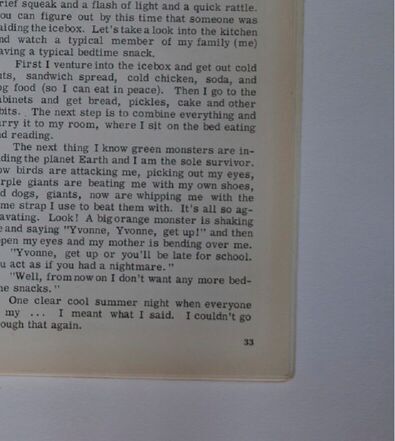 rief squeak and a flash of light and a quick rattle.
ou can figure out by this time that someone was
aiding the icebox. Let's take a look into the kitchen
nd watch a typical member of my family (me)
aving a typical bedtime snack.
First I venture into the icebox and get out cold
ts, sandwich spread, cold chicken, soda, and
og food (so I can eat in peace). Then I go to the
abinets and get bread, pickles, cake and other
bits. The next step is to combine everything and
rry it to my room, where I sit on the bed eating
d reading.
The next thing I know green monsters are in-
ding the planet Earth and I am the sole survivor.
ow birds are attacking me, picking out my eyes,
rple giants are beating me with my own shoes,
d dogs, giants, now are whipping me with the
me strap I use to beat them with. It's all so ag-
avating. Look! A big orange monster is shaking
e and saying "Yvonne, Yvonne, get up!" and then
pen my eyes and my mother is bending over me.
"Yvonne, get up or you'll be late for school.
u act as if you had a nightmare."
"Well, from now on I don't want any more bed-
ne snacks."
One clear cool summer night when everyone
my ... I meant what I said. I couldn't go
ough that again.
33